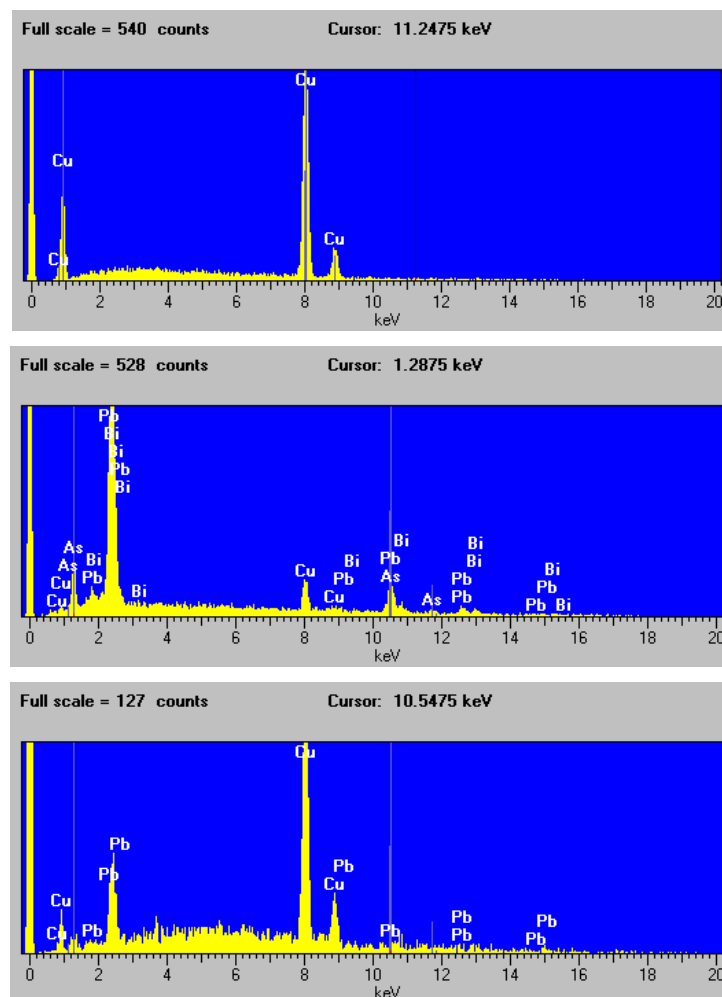 Full scale = 540 counts Cursor: 11.2475 keV
Cu
Cu
Cu
Cu
0 2 4 6 8 10 12 14 16 18 20
keV
Full scale = 528 counts Cursor: 1.2875 keV
Pb
Bi
Bi
Pb
Bi
Bi Bi
As Bi Pb Bi Bi Bi
As Pb Cu Pb As Pb Pb
Cu Bi Cu As Pb Pb Bi
Cu
0 2 4 6 8 10 12 14 16 18 20
keV
Full scale = 127 counts Cursor: 10.5475 keV
Cu
Pb Pb
Pb Cu
Cu Pb Pb
Cu Pb Pb Pb Pb
0 2 4 6 8 10 12 14 16 18 20
keV